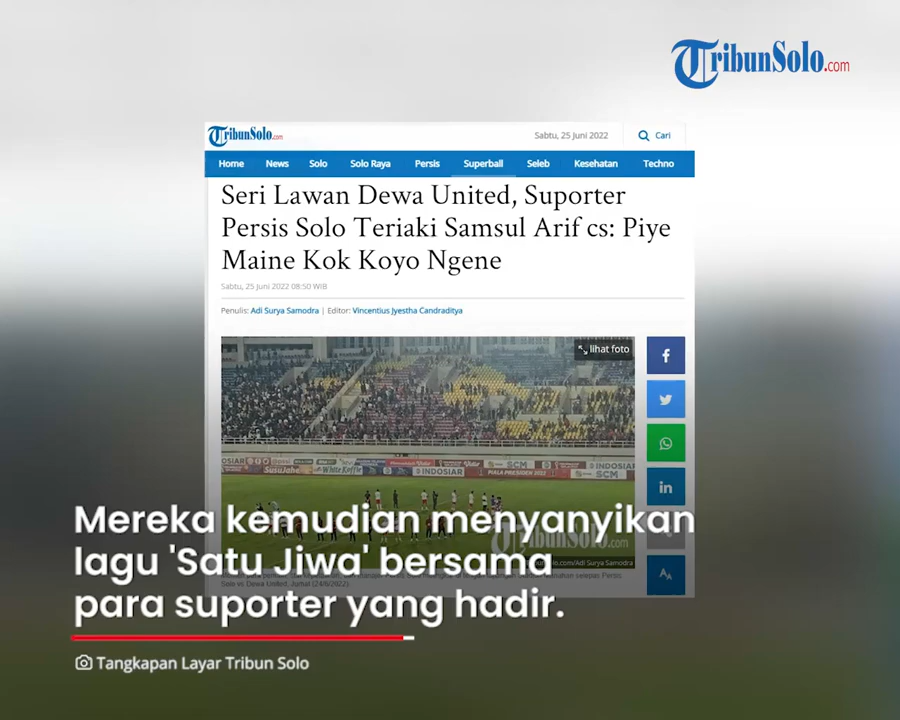 TribunSolo.com
TribunSolo.com
Sabtu, 25 Juni 2022
Cari
Home News Solo Solo Raya Persis Superball Seleb Kesehatan Techno
Seri Lawan Dewa United, Suporter
Persis Solo Teriaki Samsul Arif cs: Piye
Maine Kok Koyo Ngene
Sabtu, 25 Juni 2022 08:50 WIB
Penulis: Adi Surya Samodra | Editor: Vincentius Jyestha Candraditya
lihat foto
INDOSIAR
SCM
INDOSIAR
SCM
Mereka kemudian menyanyikan
lagu 'Satu Jiwa' bersama
para suporter yang hadir.
Tangkapan Layar Tribun Solo